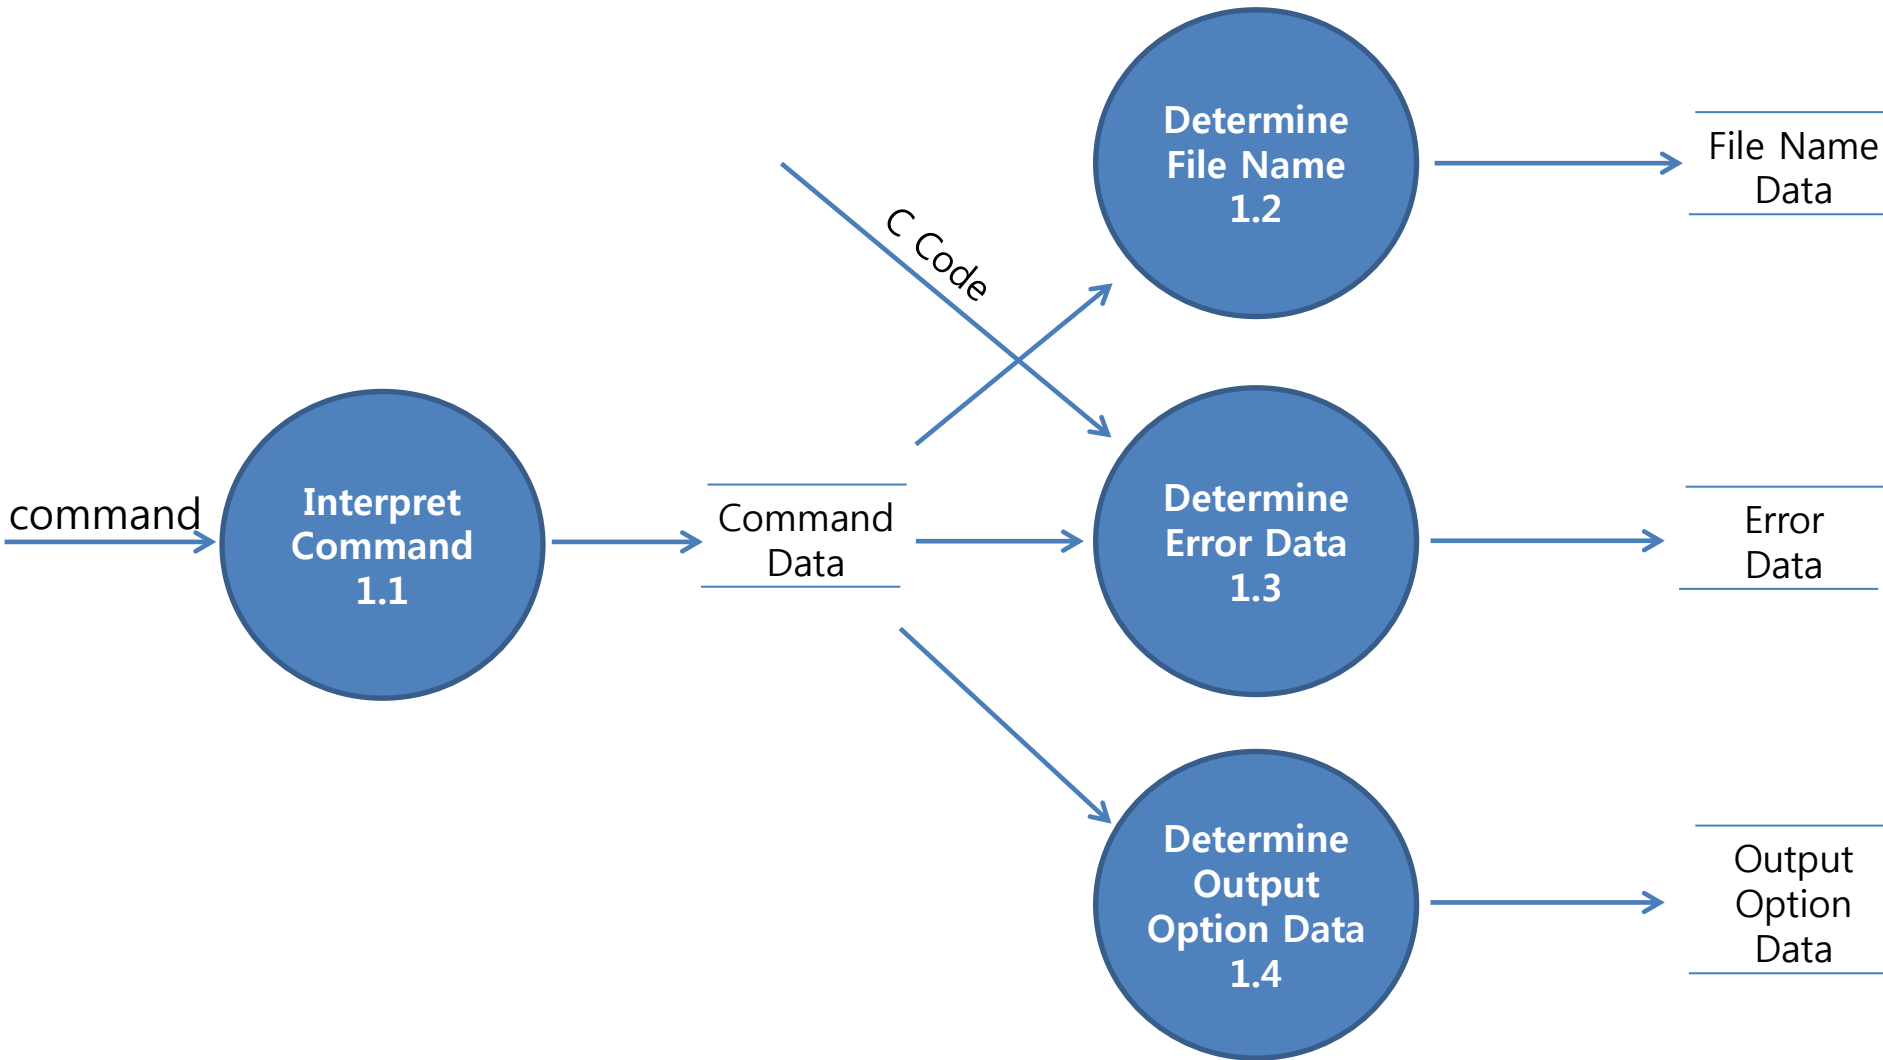 command
Interpret
Command
1.1
Command
Data
C Code
Determine
File Name
1.2
File Name
Data
Determine
Error Data
1.3
Error
Data
Determine
Output
Option Data
1.4
Output
Option
Data